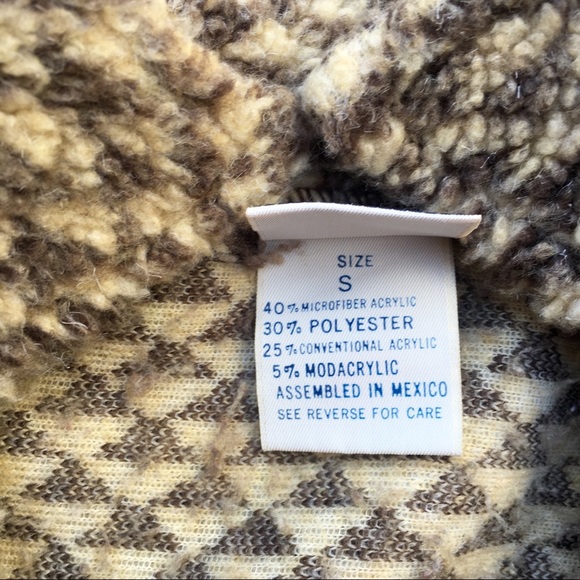 SIZE
S
40% MICROFIBER ACRYLIC
30% POLYESTER
25% CONVENTIONAL ACRYLIC
5% MODACRYLIC
ASSEMBLED IN MEXICO
SEE REVERSE FOR CARE